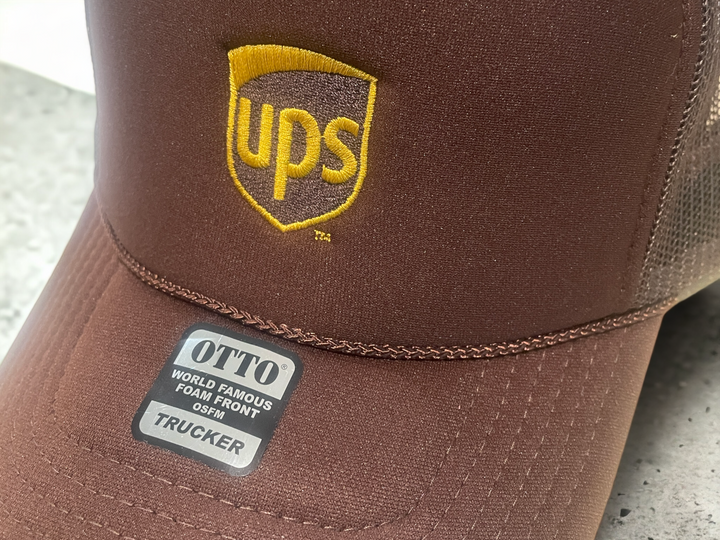 ups
TM
OTTO®
WORLD FAMOUS
FOAM FRONT
OSFM
TRUCKER